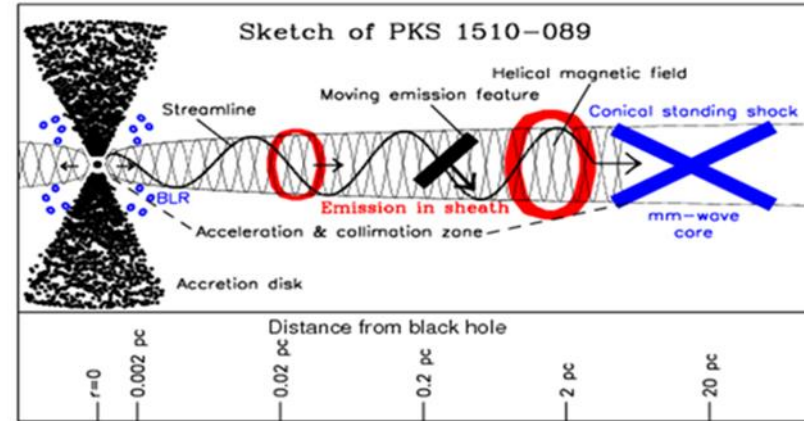 Sketch of PKS 1510-089
Helical magnetic field
Moving emission feature
Streamline
Conical standing shock
BLR
Emission in sheath
Acceleration & collimation zone
mm-wave
core
Accretion disk
Distance from black hole
r=0
0.002 pc
0.02 pc
0.2 pc
2 pc
20 pc